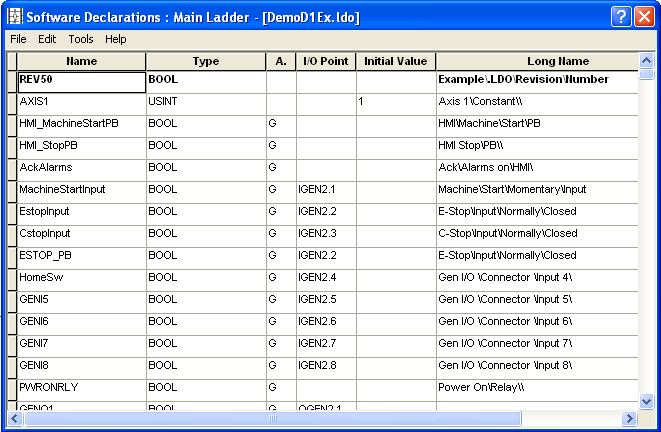 Software Declarations : Main Ladder - [DemoD1Ex.ldo]
File Edit Tools Help
Name Type A. I/O Point Initial Value Long Name
REV50 BOOL Example\.LDO\Revision\Number
AXIS1 USINT 1 Axis 1\Constant\\
HMI_MachineStartPB BOOL G HMI\Machine\Start\PB
HMI_StopPB BOOL G HMI Stop\PB\\
AckAlarms BOOL G Ack\Alarms on\HMI\
MachineStartInput BOOL G IGEN2.1 Machine\Start\Momentary\Input
EstopInput BOOL G IGEN2.2 E-Stop\Input\Normally\Closed
CstopInput BOOL G IGEN2.3 C-Stop\Input\Normally\Closed
ESTOP_PB BOOL G IGEN2.2 E-Stop\Input\Normally\Closed
HomeSw BOOL G IGEN2.4 Gen I/O \Connector \Input 4\
GENI5 BOOL G IGEN2.5 Gen I/O \Connector \Input 5\
GENI6 BOOL G IGEN2.6 Gen I/O \Connector \Input 6\
GENI7 BOOL G IGEN2.7 Gen I/O \Connector \Input 7\
GENI8 BOOL G IGEN2.8 Gen I/O \Connector \Input 8\
PWRONRLY BOOL G Power On\Relay\\
GENO1 BOOL G OGEN2.1